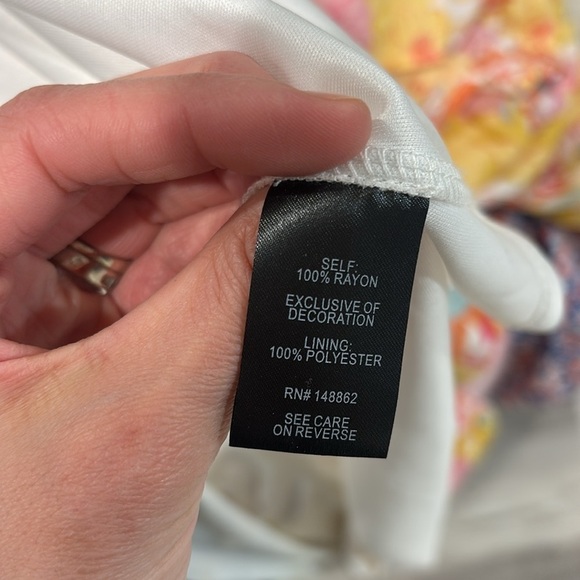 SELF:
100% RAYON
EXCLUSIVE OF
DECORATION
LINING:
100% POLYESTER
RN# 148862
SEE CARE
ON REVERSE